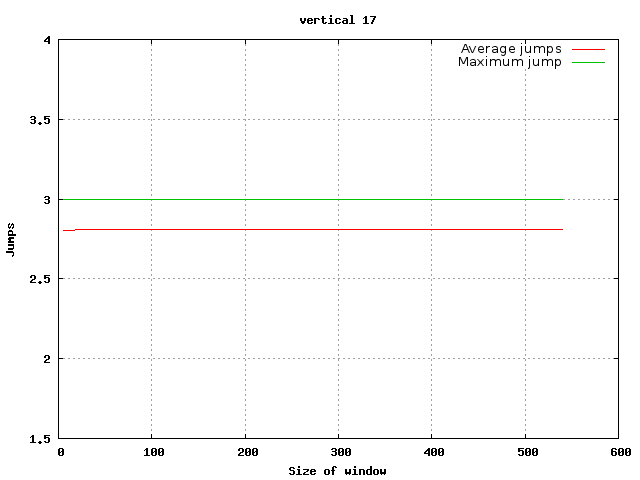 vertical 17
Average jumps
Maximum jump
4
3.5
3
2.5
2
1.5
Jumps
0 100 200 300 400 500 600
Size of window